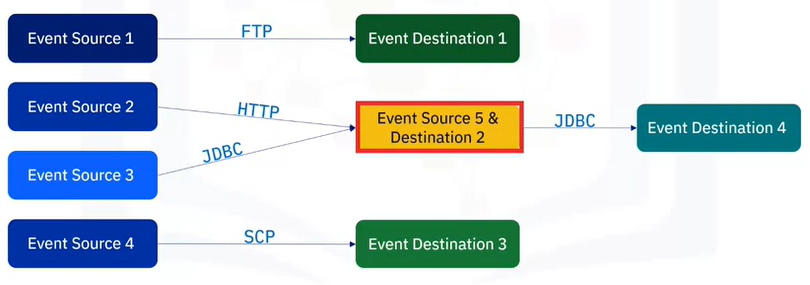 Event Source 1
FTP
Event Destination 1
Event Source 2
HTTP
Event Source 5 &
Destination 2
JDBC
Event Destination 4
Event Source 3
JDBC
Event Source 4
SCP
Event Destination 3